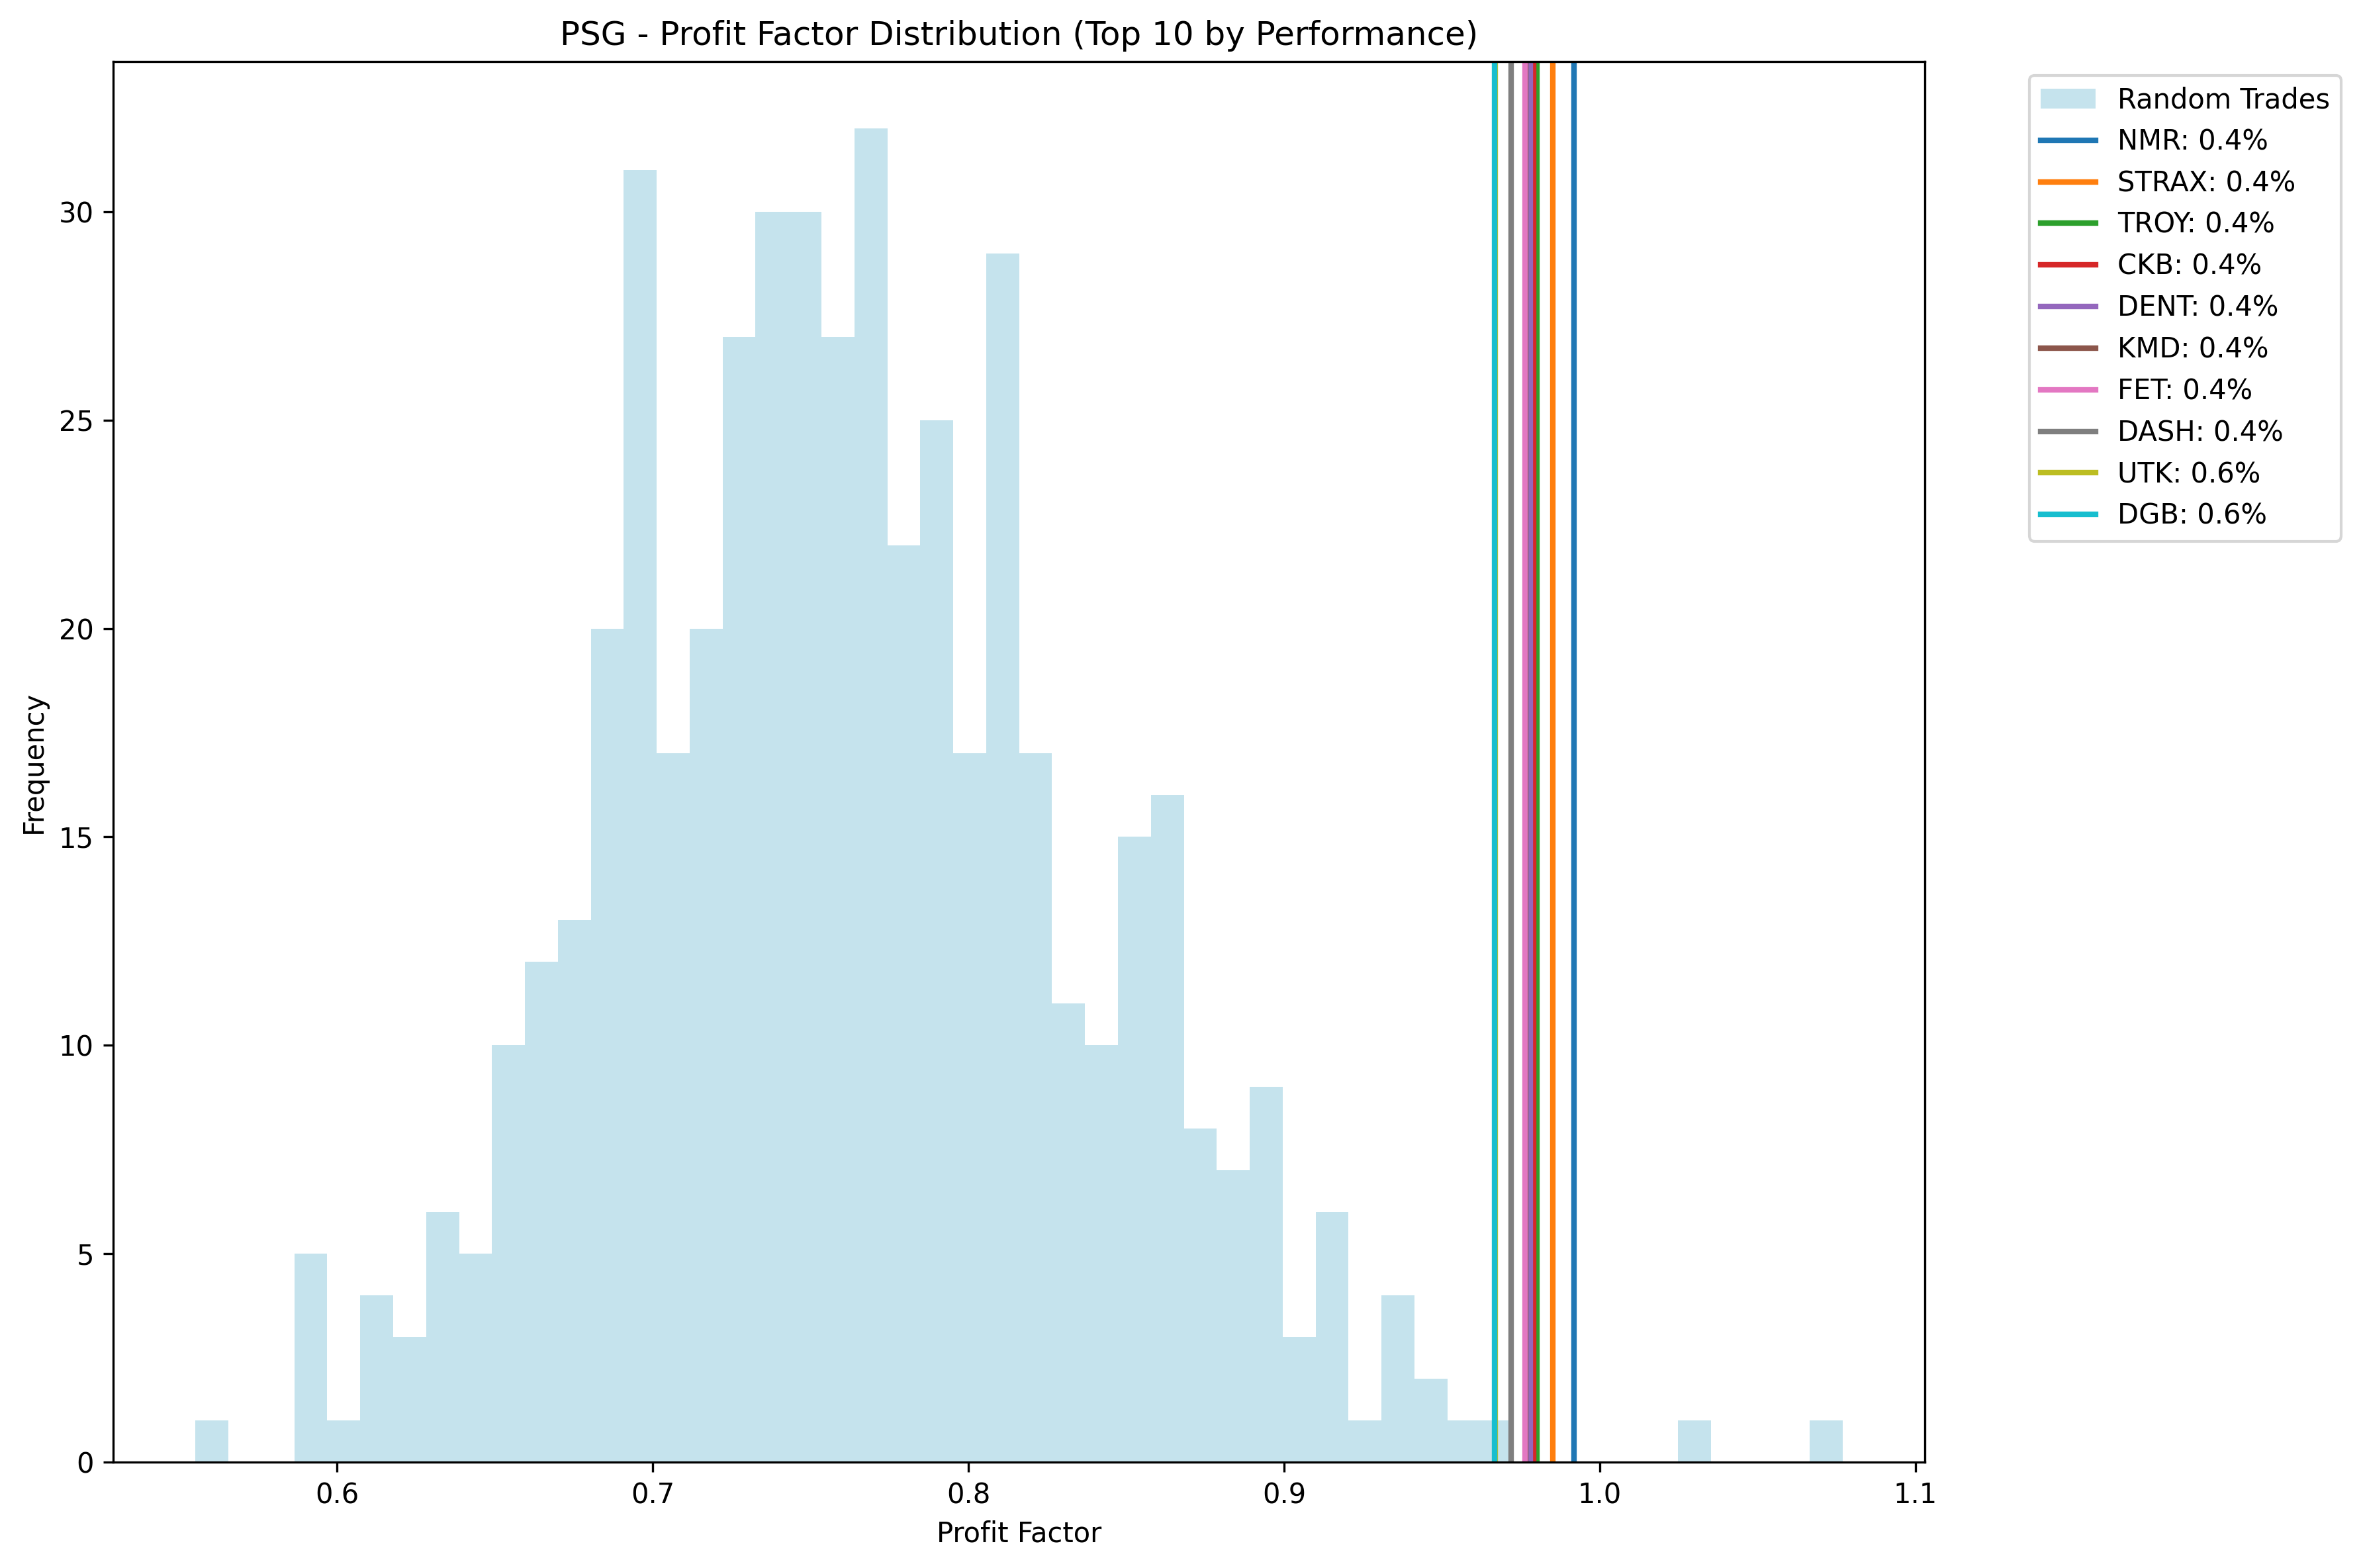 PSG - Profit Factor Distribution (Top 10 by Performance)
Random Trades
NMR: 0.4%
STRAX: 0.4%
TROY: 0.4%
CKB: 0.4%
DENT: 0.4%
KMD: 0.4%
FET: 0.4%
DASH: 0.4%
UTK: 0.6%
DGB: 0.6%
Frequency
30
25
20
15
10
5
0
0.6
0.7
0.8
0.9
1.0
1.1
Profit Factor